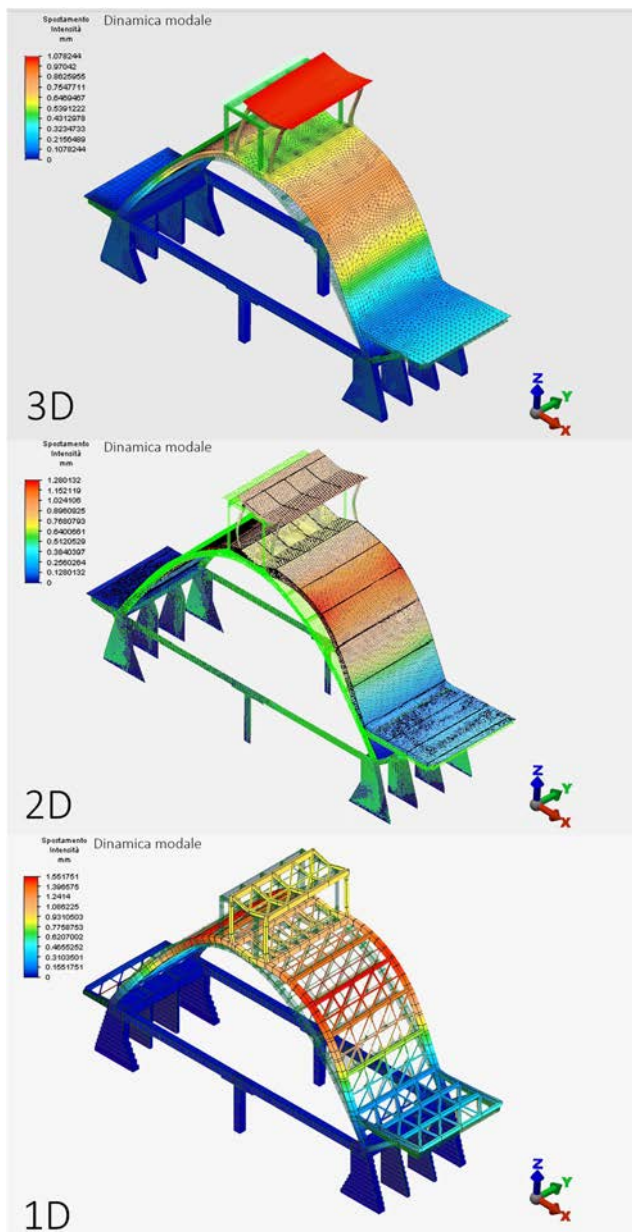 Spostamento
Intensità
mm
Dinamica modale
1.078244
0.97042
0.8625955
0.7547711
0.6469467
0.5391222
0.4312978
0.3234733
0.2156489
0.1078244
0
3D
Z
Y
X
Spostamento
Intensità
mm
Dinamica modale
1.280132
1.152119
1.024106
0.8960925
0.7680793
0.6400661
0.5120529
0.3840397
0.2560264
0.1280132
0
2D
Z
Y
X
Spostamento
Intensità
mm
Dinamica modale
1.551751
1.396575
1.2414
1.086225
0.9310503
0.7758753
0.6207002
0.4655252
0.3103501
0.1551751
0
1D
Z
Y
X